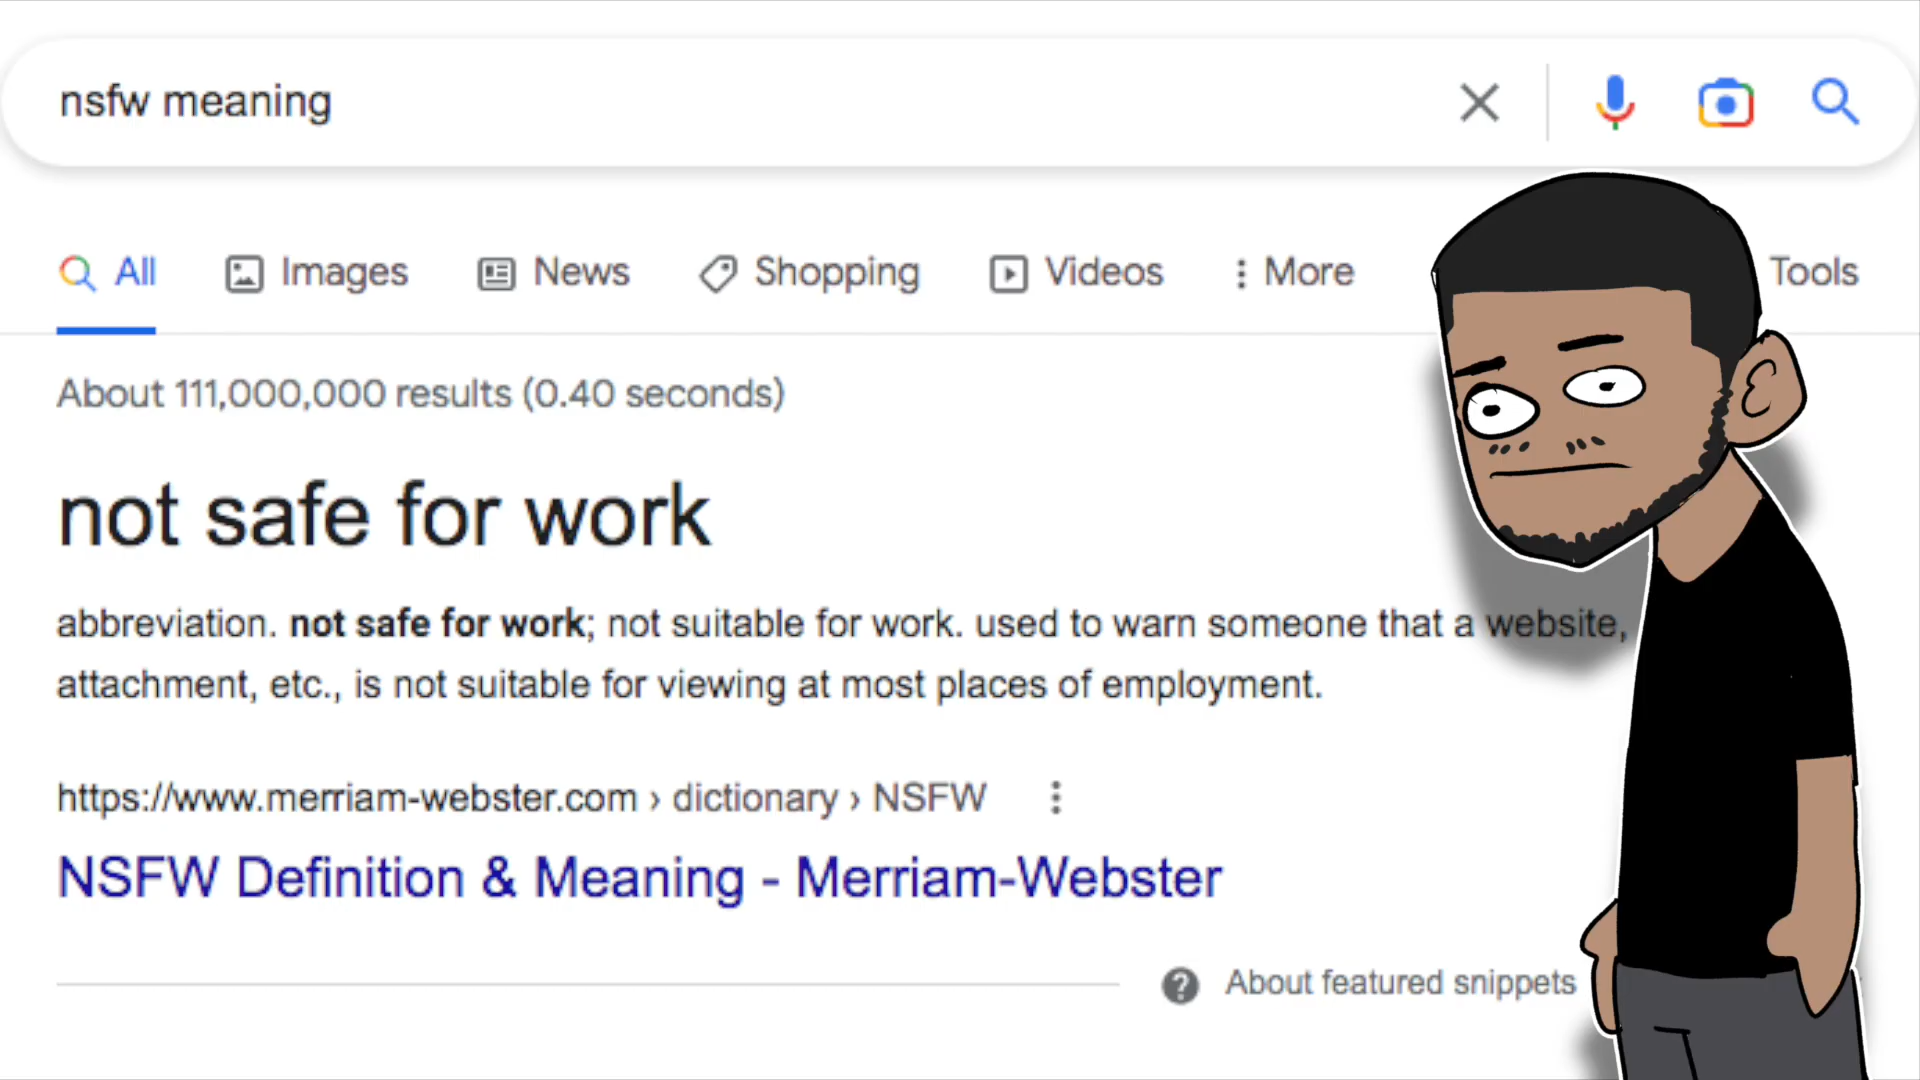 nsfw meaning
All Images News Shopping Videos More Tools
About 111,000,000 results (0.40 seconds)
not safe for work
abbreviation. not safe for work; not suitable for work. used to warn someone that a website,
attachment, etc., is not suitable for viewing at most places of employment.
https://www.merriam-webster.com › dictionary › NSFW
NSFW Definition & Meaning - Merriam-Webster
About featured snippets